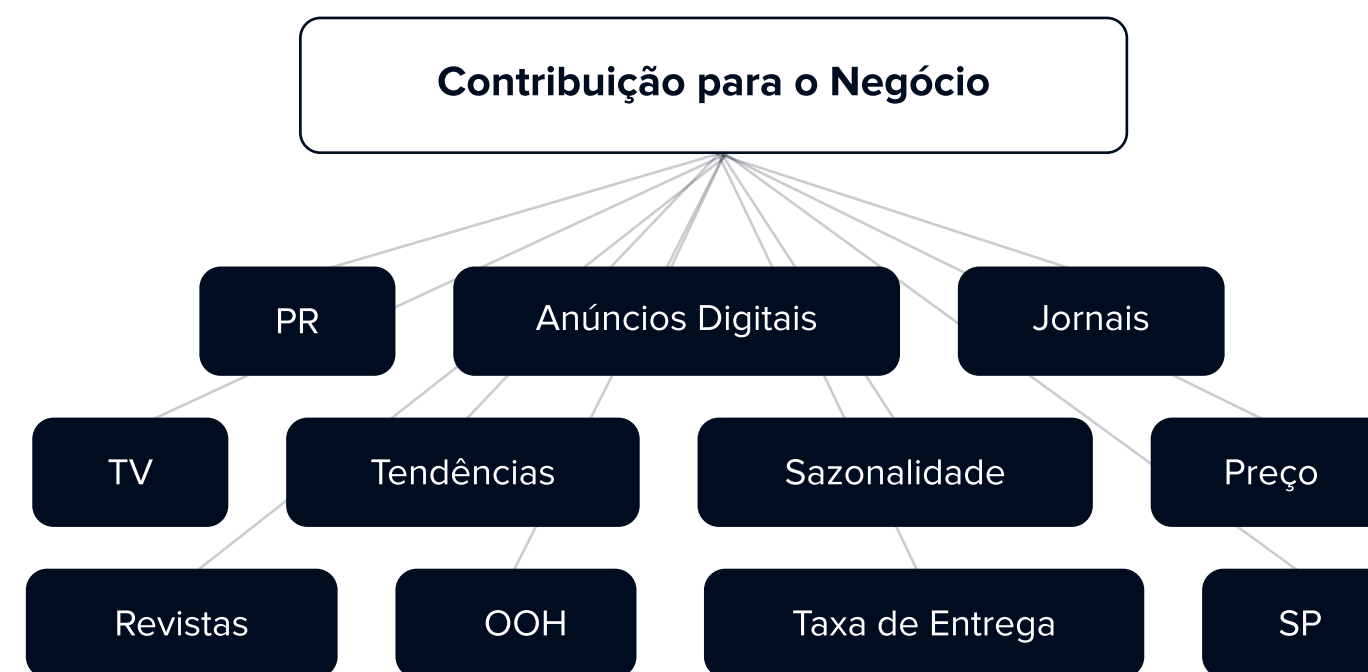 Contribuição para o Negócio
PR
Anúncios Digitais
Jornais
TV
Tendências
Sazonalidade
Preço
Revistas
OOH
Taxa de Entrega
SP